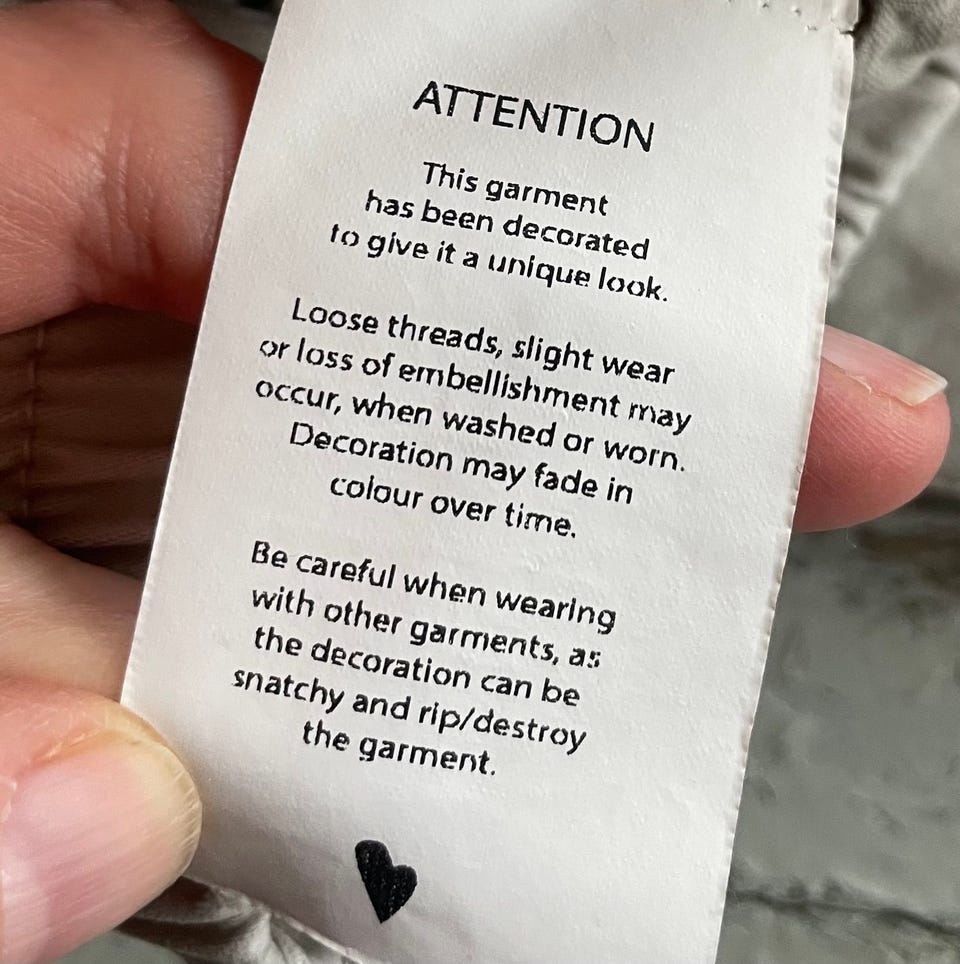 ATTENTION
This garment
has been decorated
to give it a unique look.
Loose threads, slight wear
or loss of embellishment may
occur, when washed or worn.
Decoration may fade in
colour over time.
Be careful when wearing
with other garments, as
the decoration can be
snatchy and rip/destroy
the garment.